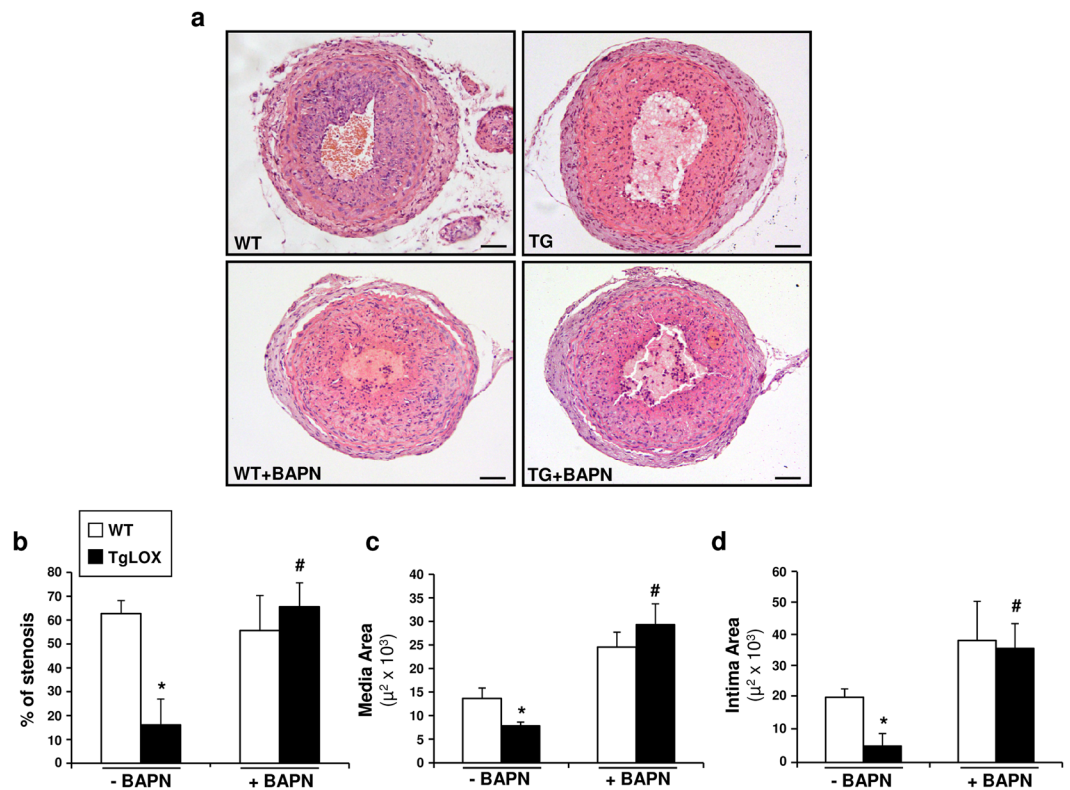 a
WT
TG
WT+BAPN
TG+BAPN
b
WT
TgLOX
% of stenosis
80
70
60
50
40
30
20
10
0
*
#
- BAPN
+ BAPN
c
Media Area
(µ² x 10³)
40
35
30
25
20
15
10
5
0
*
#
- BAPN
+ BAPN
d
Intima Area
(µ² x 10³)
60
50
40
30
20
10
0
*
#
- BAPN
+ BAPN